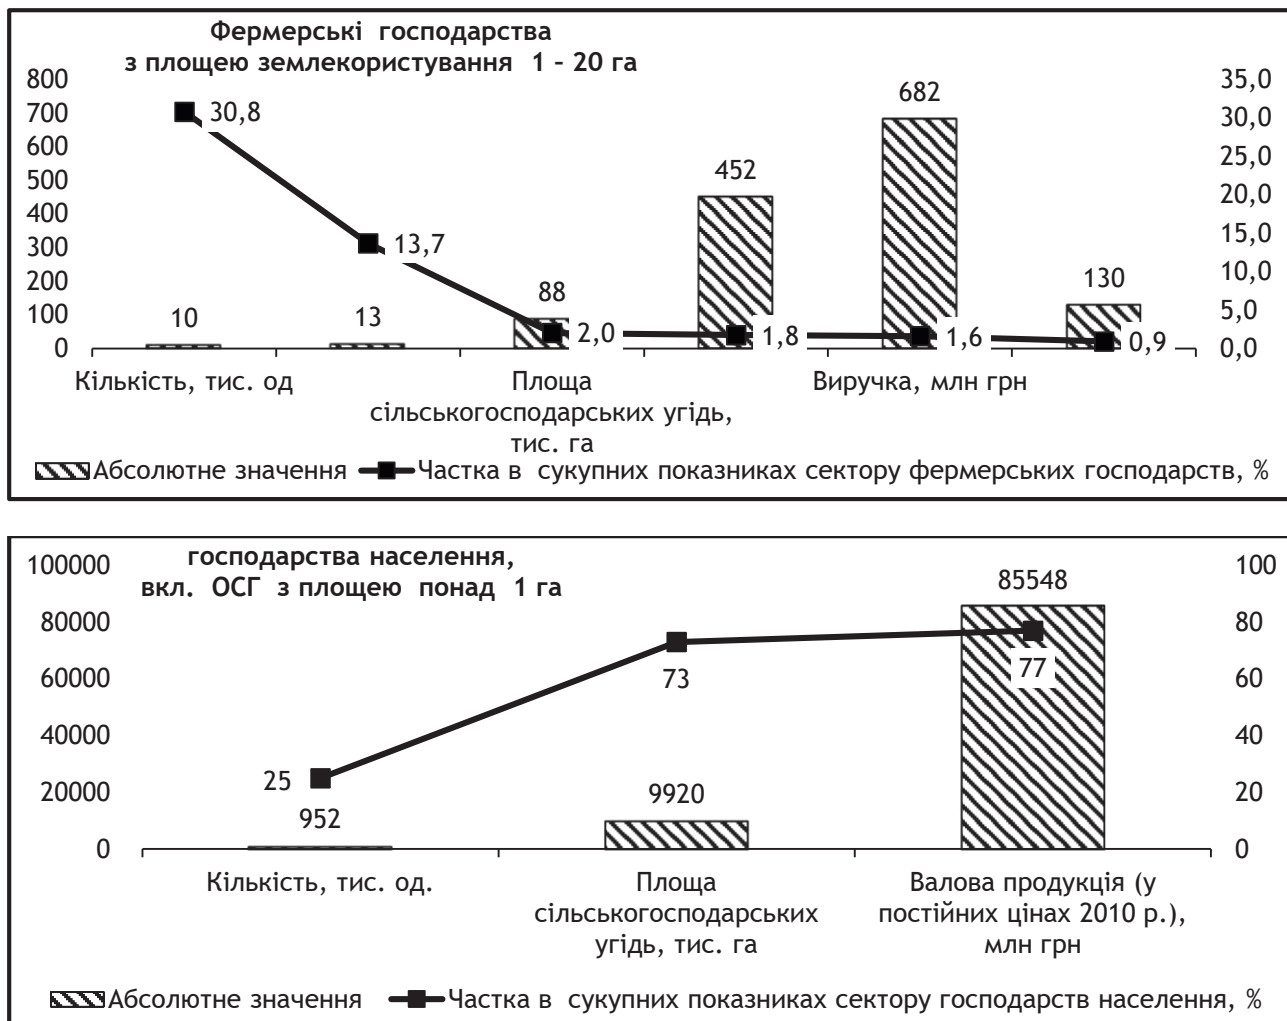 Фермерські господарства
з площею землекористування 1 – 20 га
800
700
600
500
400
300
200
100
0
35,0
30,0
25,0
20,0
15,0
10,0
5,0
0,0
30,8
13,7
2,0
1,8
1,6
0,9
10
13
88
452
682
130
Кількість, тис. од
Площа
сільськогосподарських угідь,
тис. га
Виручка, млн грн
Абсолютне значення
Частка в сукупних показниках сектору фермерських господарств, %
господарства населення,
вкл. ОСГ з площею понад 1 га
100000
80000
60000
40000
20000
0
100
80
60
40
20
0
25
73
77
952
9920
85548
Кількість, тис. од.
Площа
сільськогосподарських
угідь, тис. га
Валова продукція (у
постійних цінах 2010 р.),
млн грн
Абсолютне значення
Частка в сукупних показниках сектору господарств населення, %